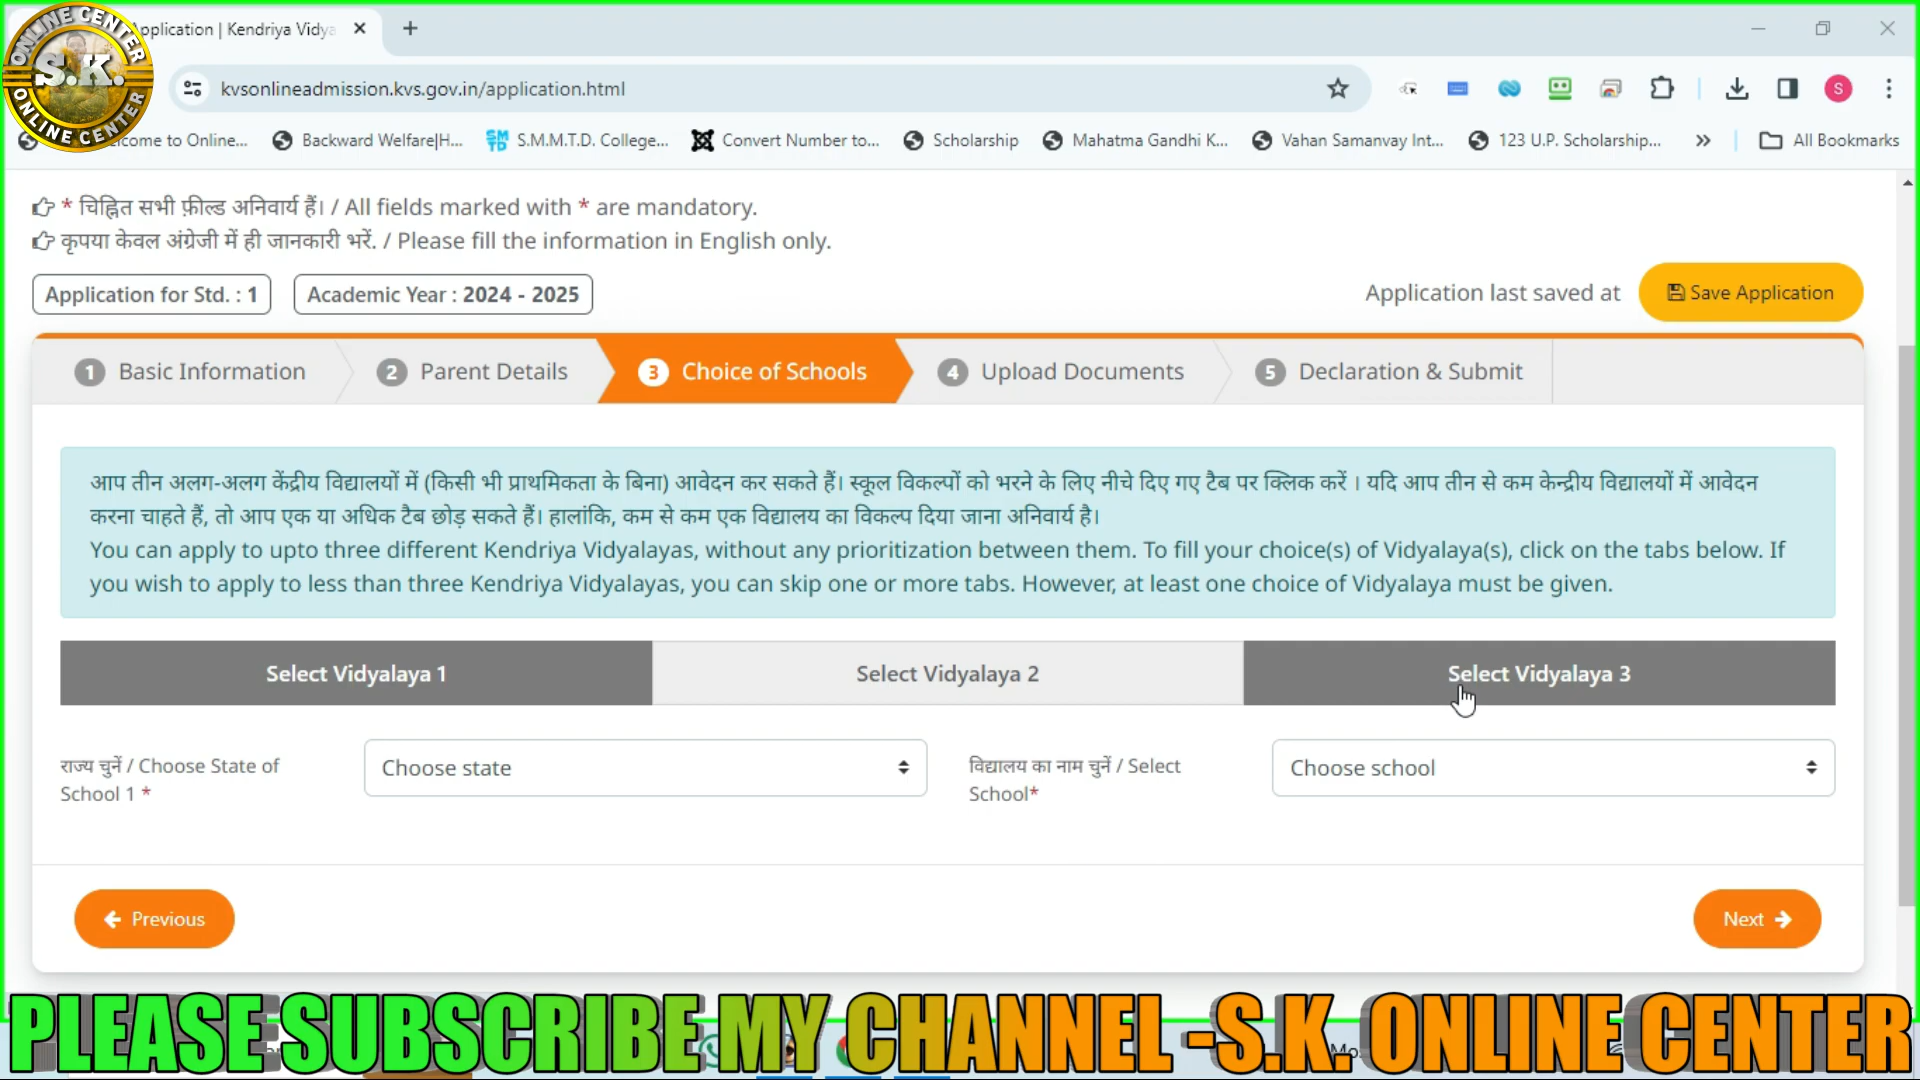 ONLINE CENTER
S.K.
ONLINE CENTER
pplication | Kendriya Vidya
kvsonlineadmission.kvs.gov.in/application.html
S
come to Online...
Backward Welfare|H...
S.M.M.T.D. College...
Convert Number to...
Scholarship
Mahatma Gandhi K...
Vahan Samanvay Int...
123 U.P. Scholarship...
All Bookmarks
* चिह्नित सभी फ़ील्ड अनिवार्य हैं। / All fields marked with * are mandatory.
कृपया केवल अंग्रेजी में ही जानकारी भरें. / Please fill the information in English only.
Application for Std. : 1
Academic Year : 2024 - 2025
Application last saved at
Save Application
1 Basic Information
2 Parent Details
3 Choice of Schools
4 Upload Documents
5 Declaration & Submit
आप तीन अलग-अलग केंद्रीय विद्यालयों में (किसी भी प्राथमिकता के बिना) आवेदन कर सकते हैं। स्कूल विकल्पों को भरने के लिए नीचे दिए गए टैब पर क्लिक करें । यदि आप तीन से कम केन्द्रीय विद्यालयों में आवेदन
करना चाहते हैं, तो आप एक या अधिक टैब छोड़ सकते हैं। हालांकि, कम से कम एक विद्यालय का विकल्प दिया जाना अनिवार्य है।
You can apply to upto three different Kendriya Vidyalayas, without any prioritization between them. To fill your choice(s) of Vidyalaya(s), click on the tabs below. If
you wish to apply to less than three Kendriya Vidyalayas, you can skip one or more tabs. However, at least one choice of Vidyalaya must be given.
Select Vidyalaya 1
Select Vidyalaya 2
Select Vidyalaya 3
राज्य चुनें / Choose State of
School 1 *
Choose state
विद्यालय का नाम चुनें / Select
School*
Choose school
Previous
Next
PLEASE SUBSCRIBE MY CHANNEL -S.K. ONLINE CENTER